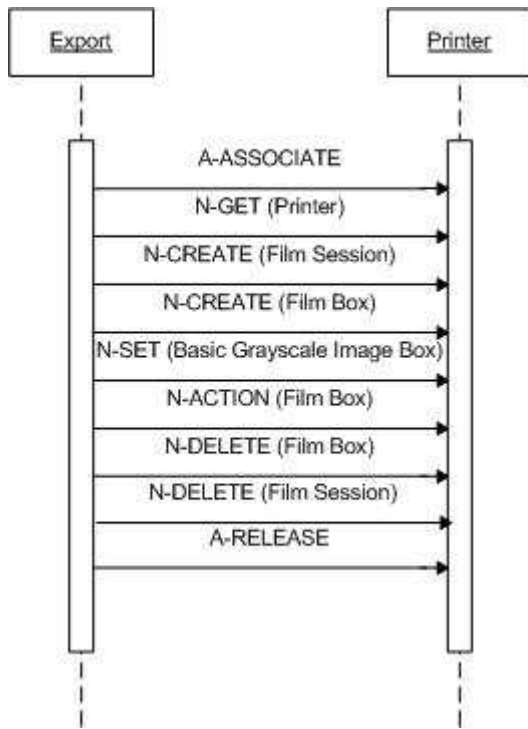 Export
Printer
A-ASSOCIATE
N-GET (Printer)
N-CREATE (Film Session)
N-CREATE (Film Box)
N-SET (Basic Grayscale Image Box)
N-ACTION (Film Box)
N-DELETE (Film Box)
N-DELETE (Film Session)
A-RELEASE